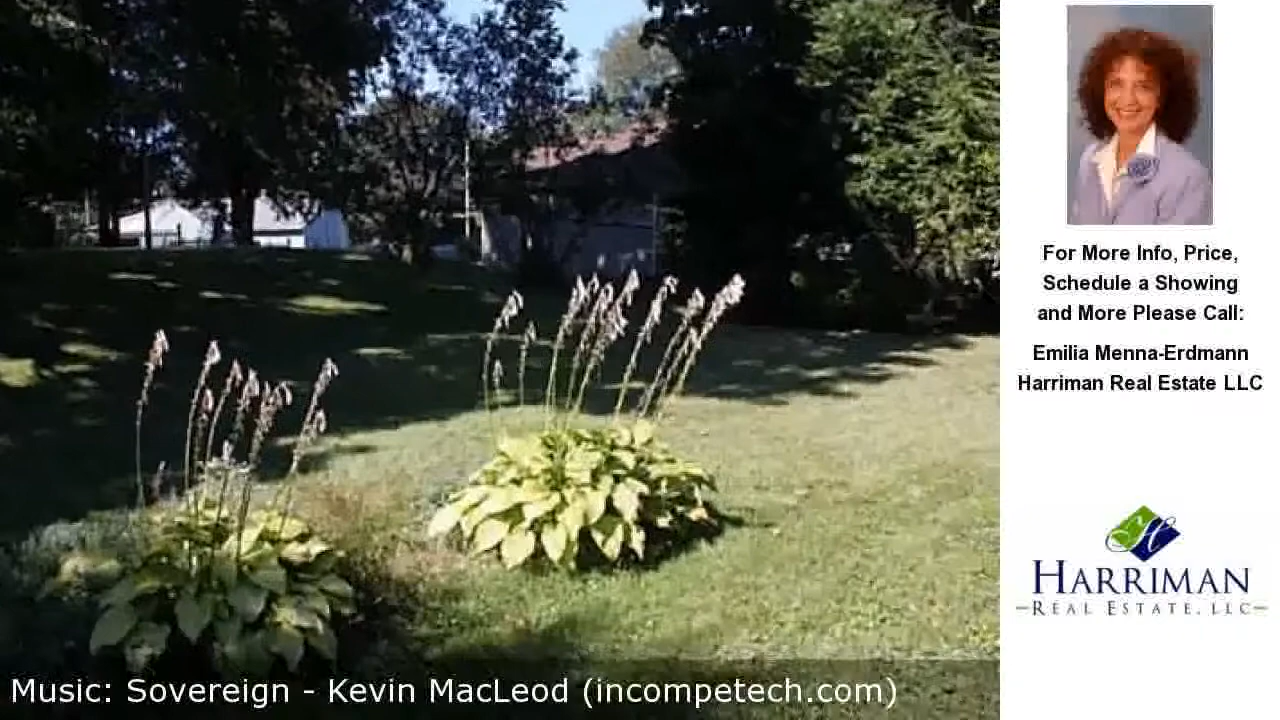 For More Info, Price,
Schedule a Showing
and More Please Call:
Emilia Menna-Erdmann
Harriman Real Estate LLC
HARRIMAN
REAL ESTATE, LLC
Music: Sovereign - Kevin MacLeod (incompetech.com)